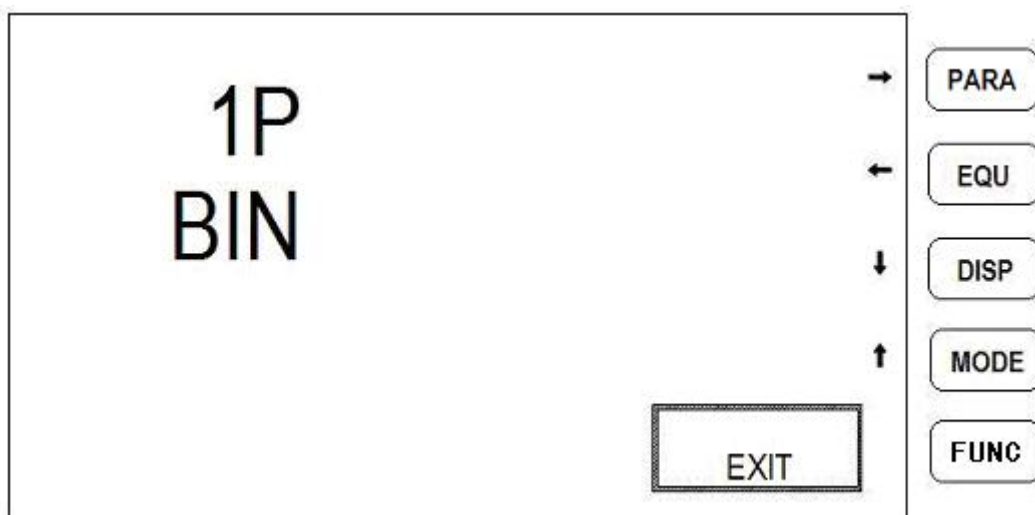 1P
BIN
EXIT
→ PARA
← EQU
↓ DISP
↑ MODE
FUNC